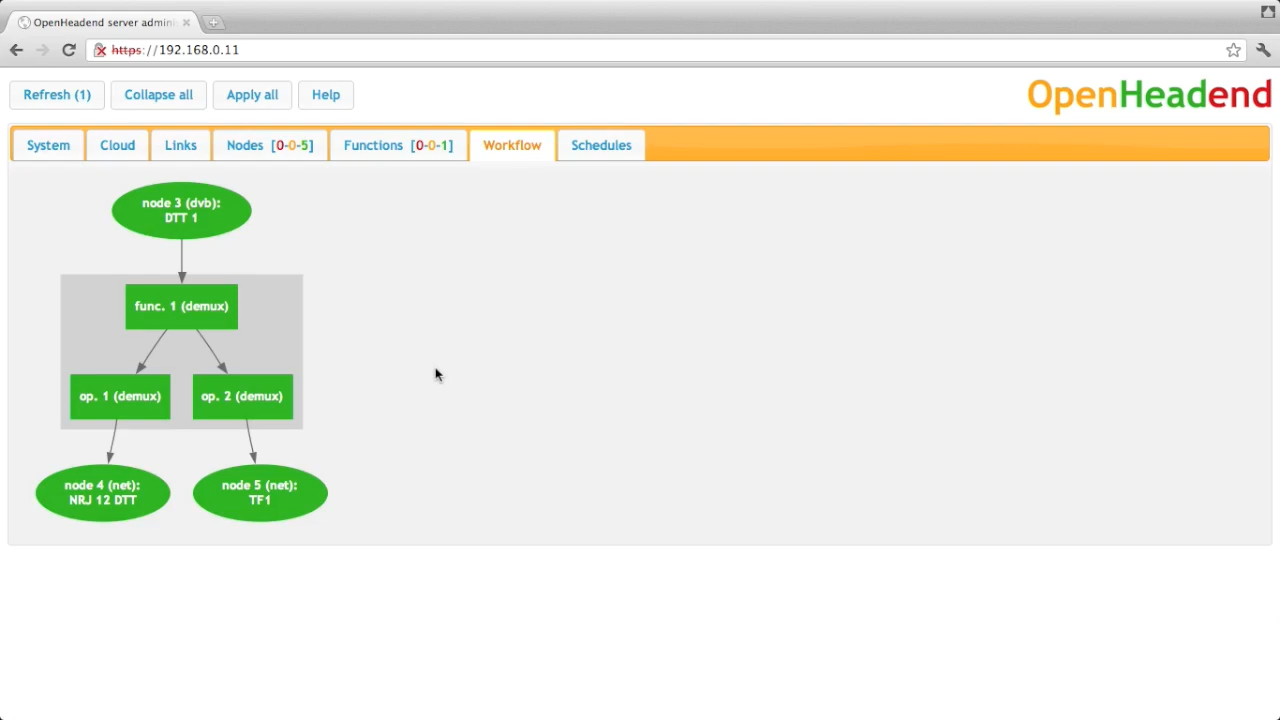 OpenHeadend server admini
https://192.168.0.11
Refresh (1)
Collapse all
Apply all
Help
OpenHeadend
System
Cloud
Links
Nodes [0-0-5]
Functions [0-0-1]
Workflow
Schedules
node 3 (dvb):
DTT 1
func. 1 (demux)
op. 1 (demux)
op. 2 (demux)
node 4 (net):
NRJ 12 DTT
node 5 (net):
TF1